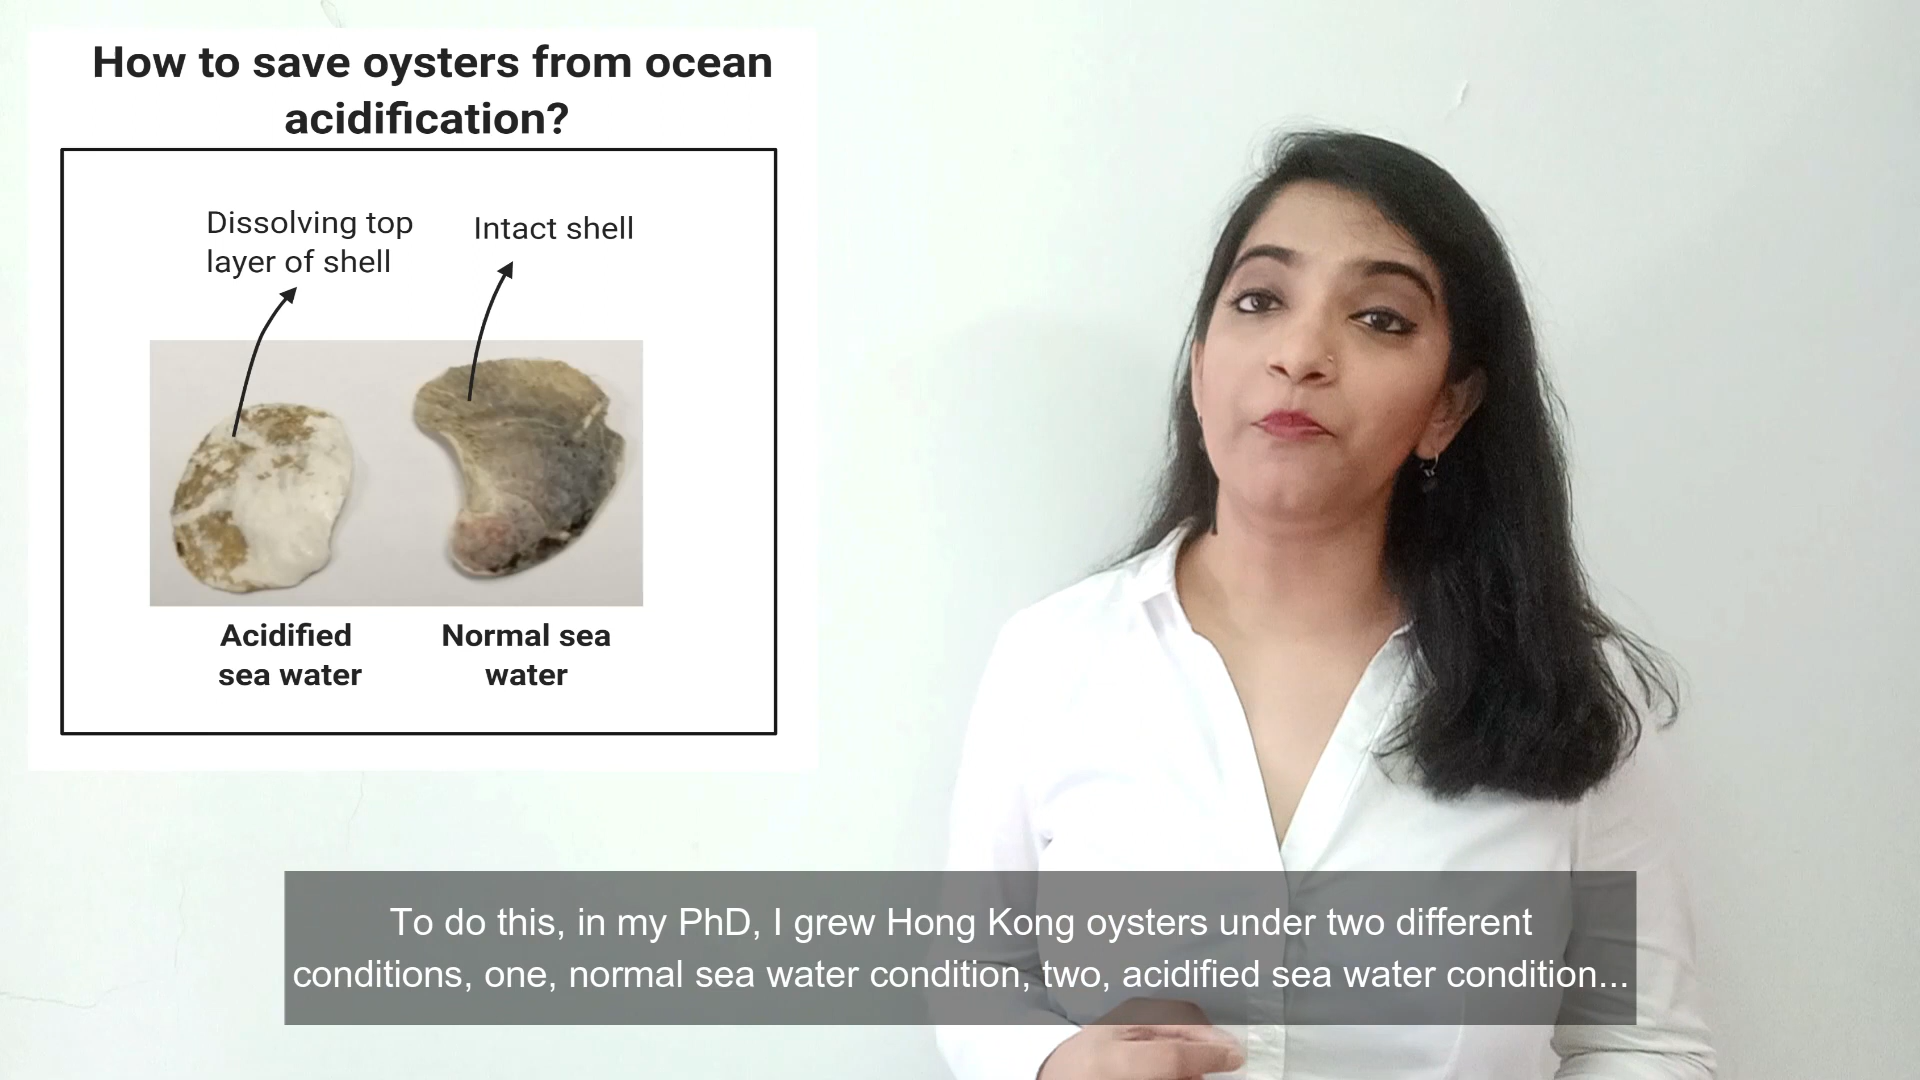 How to save oysters from ocean
acidification?
Dissolving top
layer of shell
Intact shell
Acidified
sea water
Normal sea
water
To do this, in my PhD, I grew Hong Kong oysters under two different
conditions, one, normal sea water condition, two, acidified sea water condition...